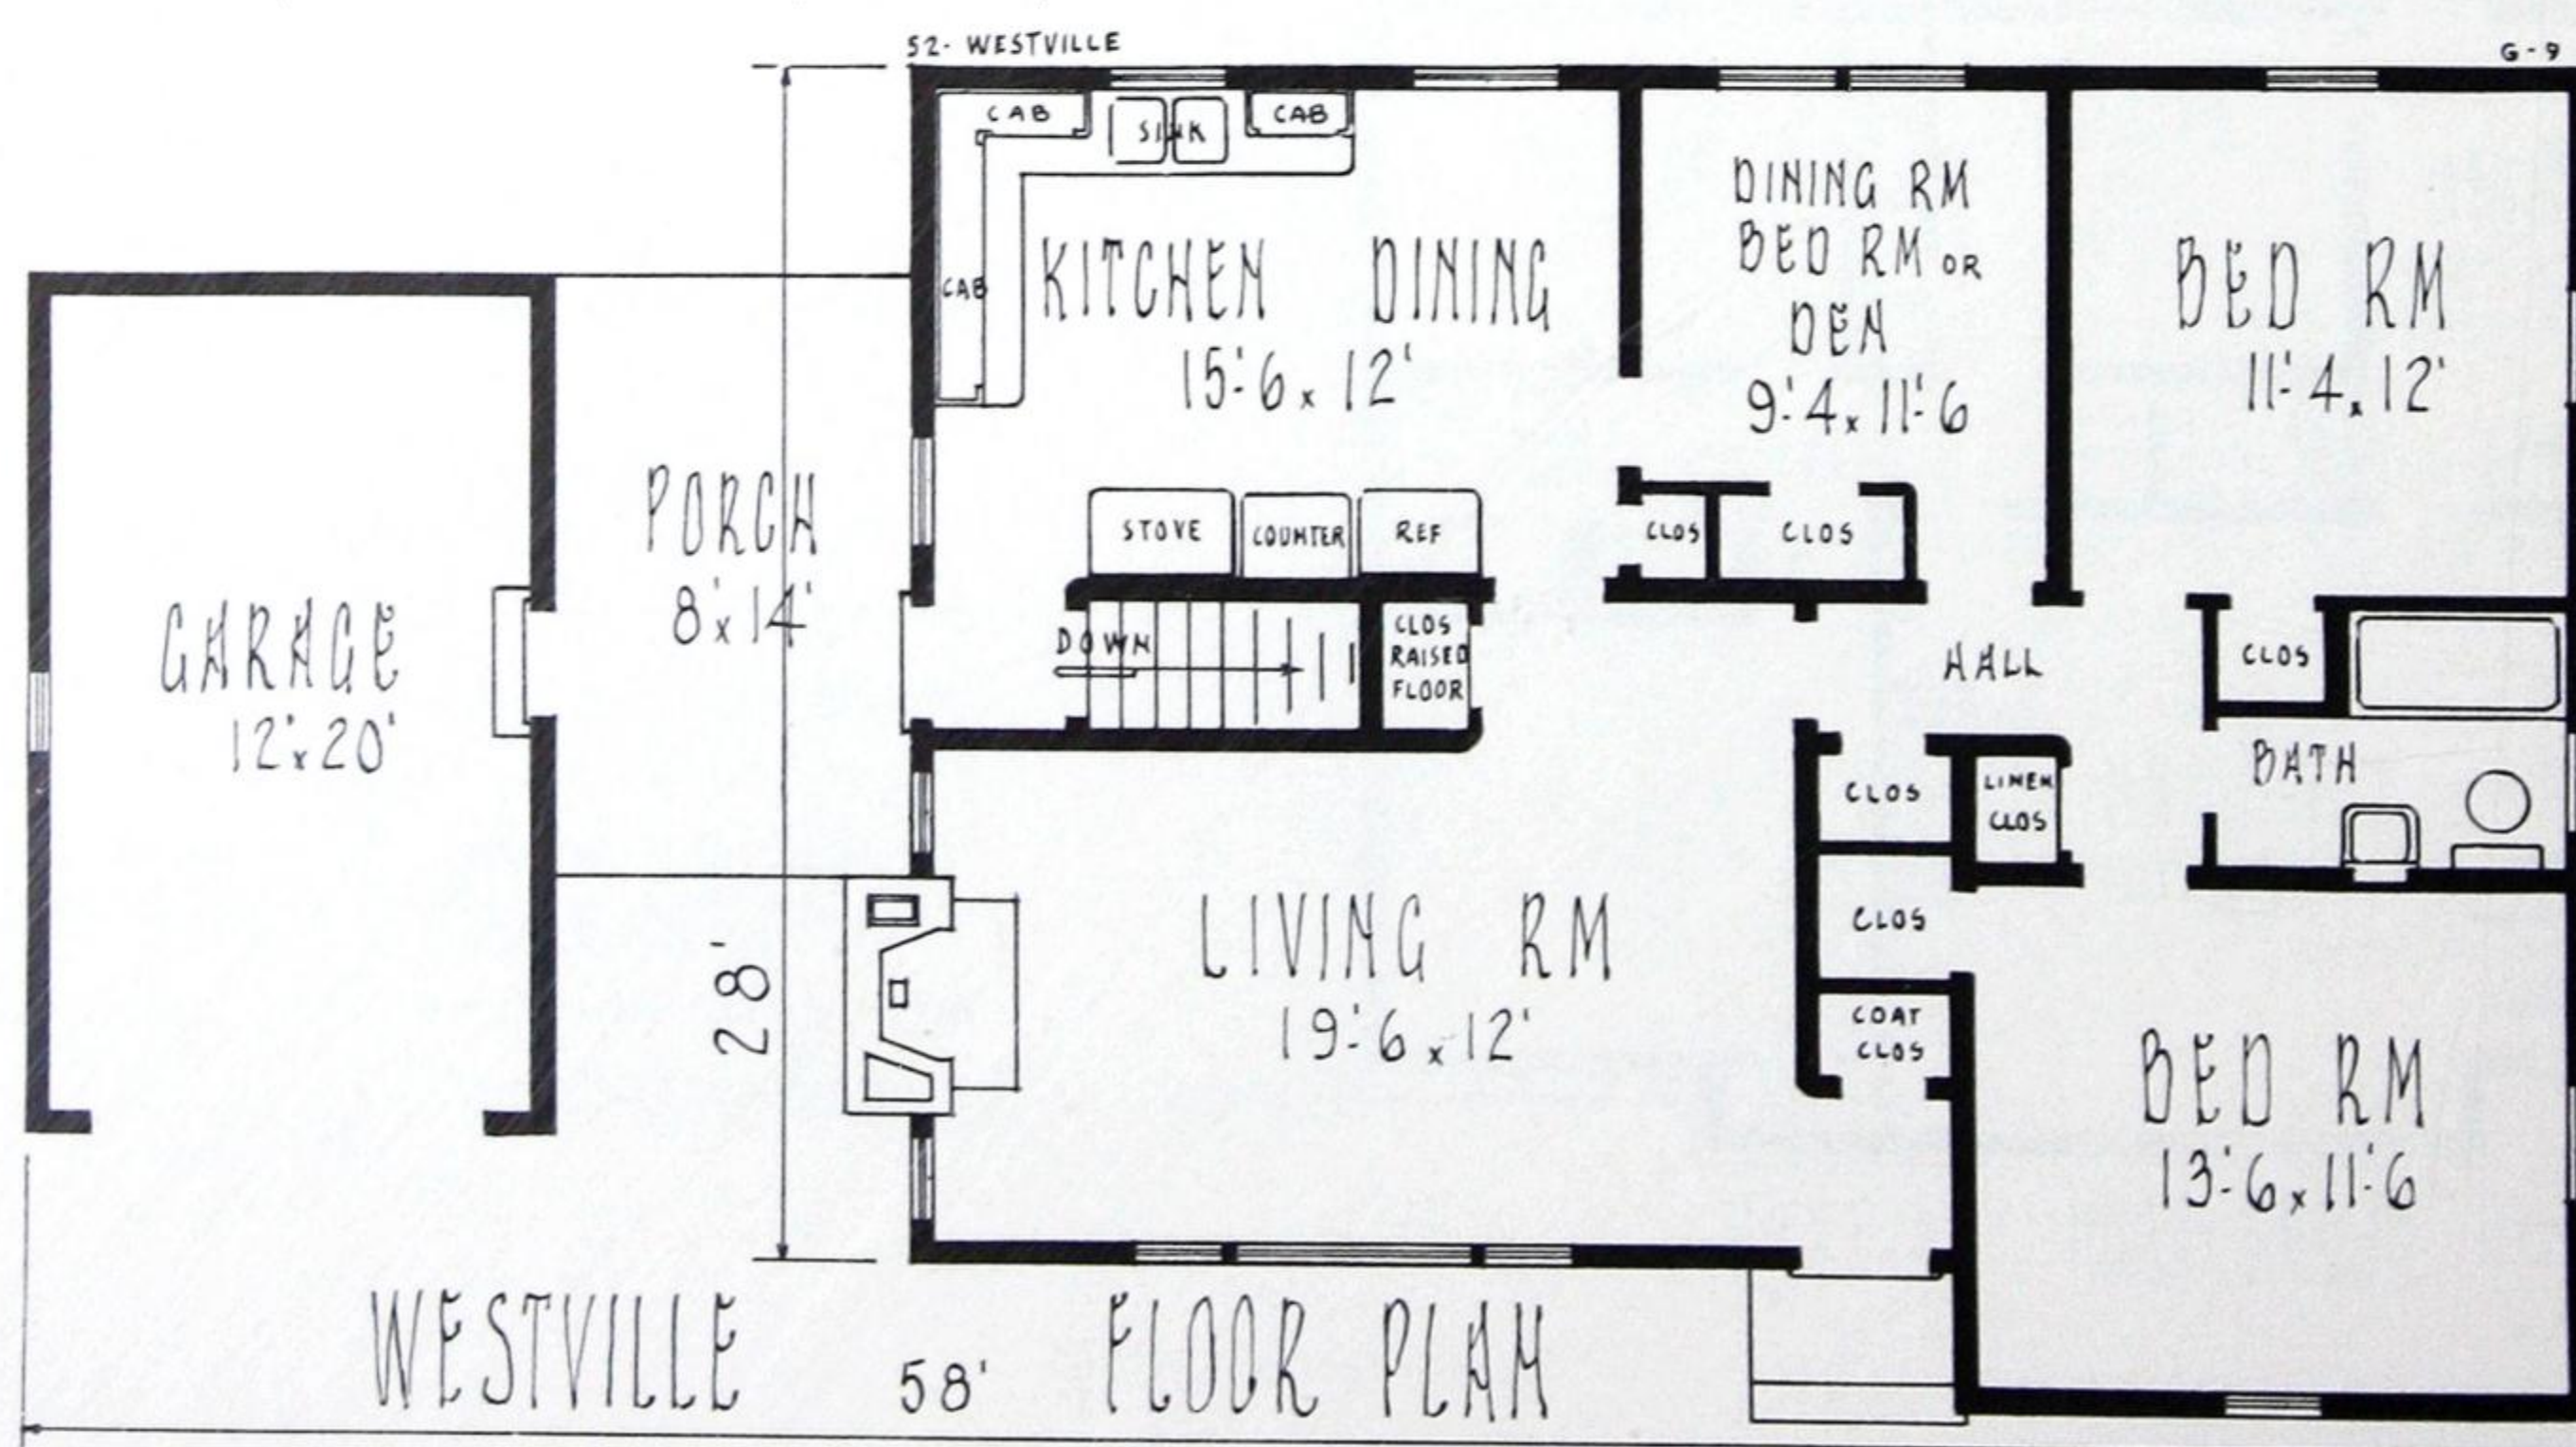 52- WESTVILLE
G-9
CAB
SINK
CAB
CAB
KITCHEN DINING
15'-6 x 12'
DINING RM
BED RM OR
DEN
9'-4 x 11'-6
BED RM
11'-4 x 12'
PORCH
8' x 14'
STOVE
COUNTER
REF
CLOS
CLOS
GARAGE
12' x 20'
DOWN
CLOS
RAISED
FLOOR
HALL
CLOS
BATH
CLOS
LINEN
CLOS
CLOS
COAT
CLOS
LIVING RM
19'-6 x 12'
28'
BED RM
13'-6 x 11'-6
WESTVILLE FLOOR PLAN
58'